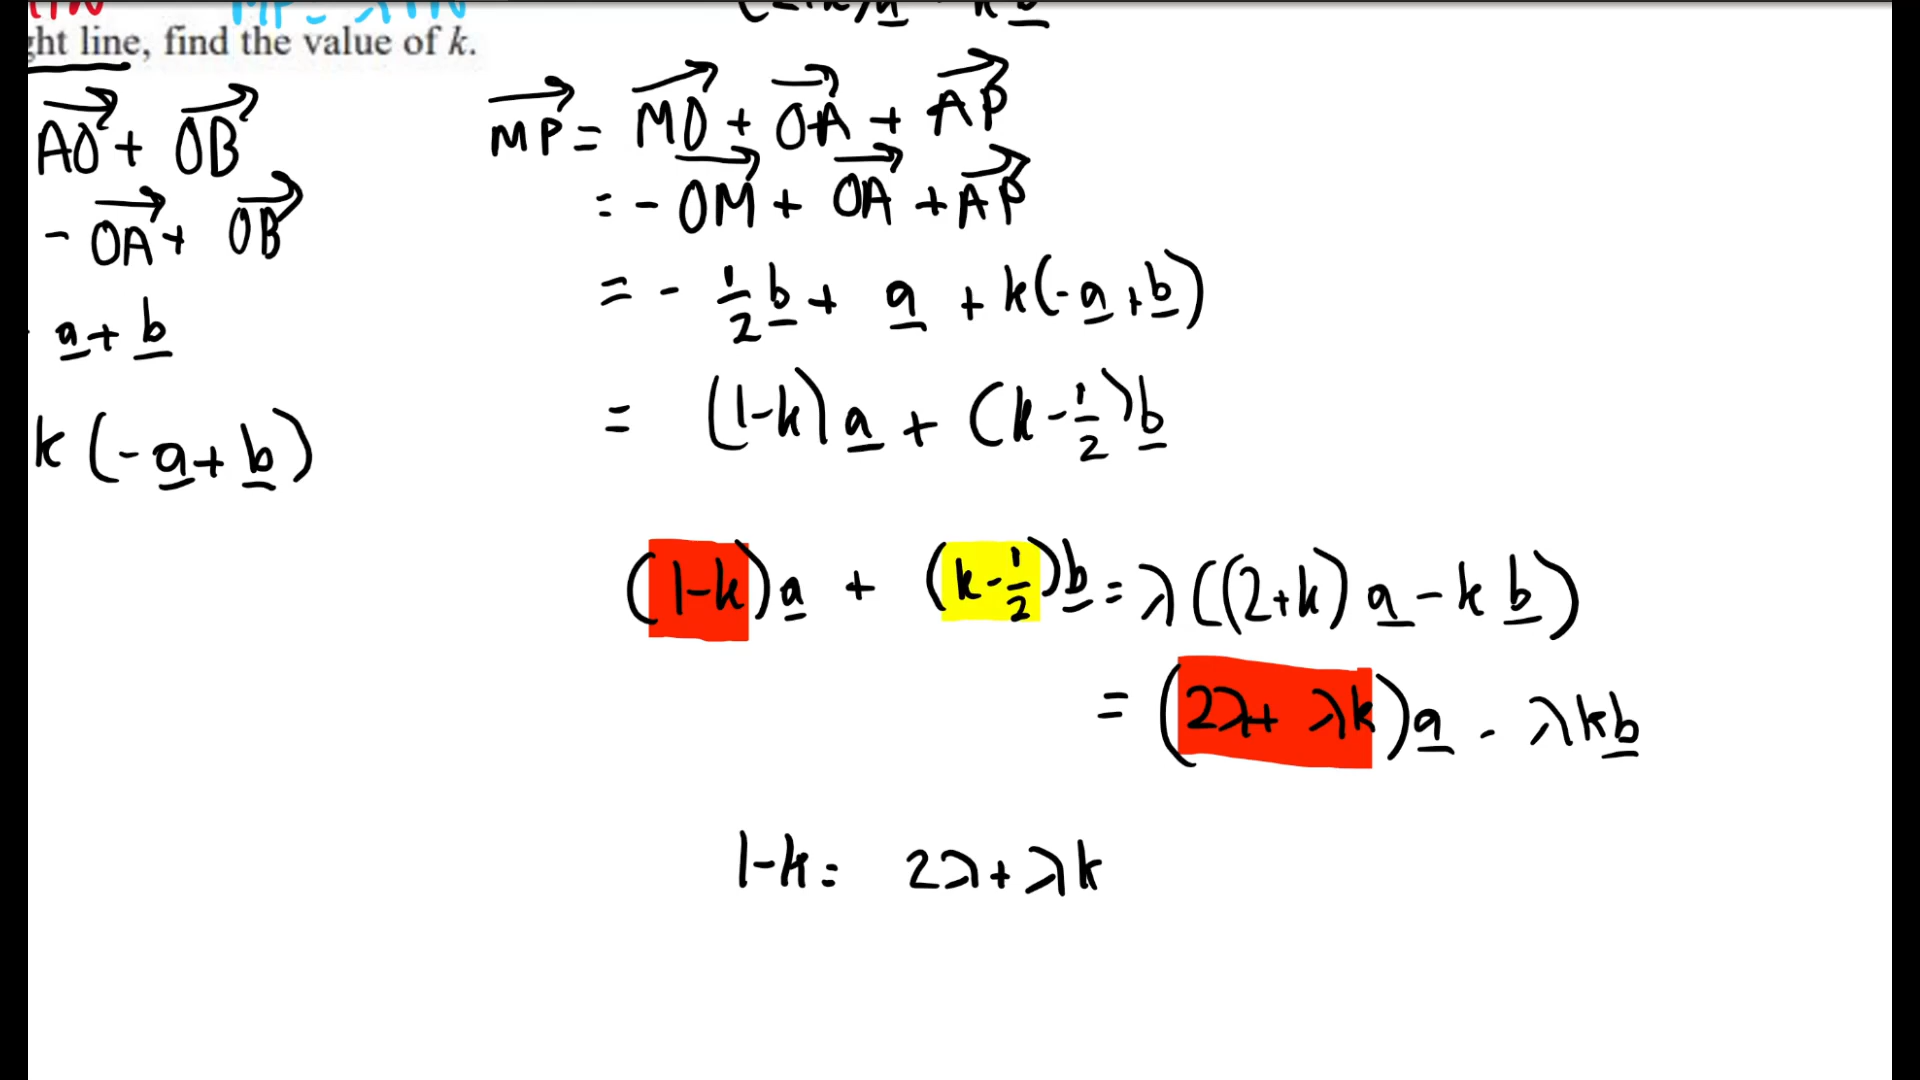 ght line, find the value of k.
AO + OB
MP = MO + OA + AP
- OA + OB
= - OM + OA + AP
= - 1/2 b + a + k(-a + b)
a + b
= (1-k)a + (k - 1/2)b
k(-a + b)
(1-k)a + (k - 1/2)b = λ((2+k)a - kb)
= (2λ + λk)a - λkb
1-k = 2λ + λk